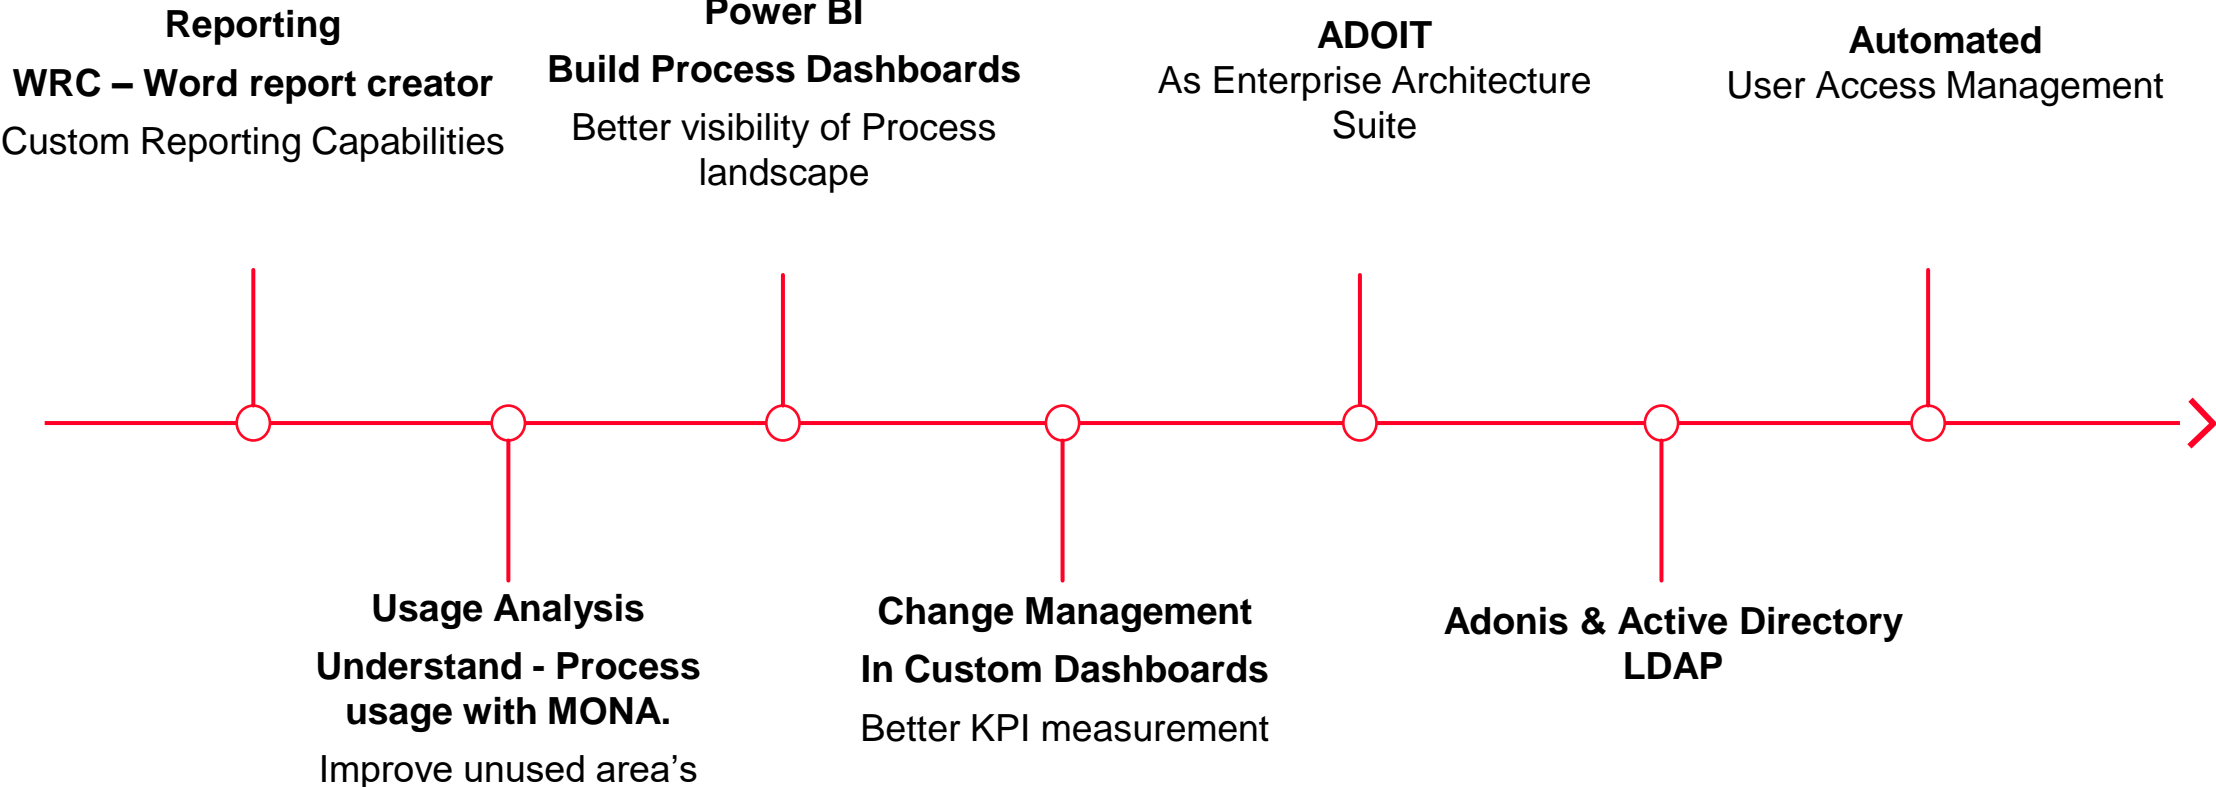 Reporting
WRC – Word report creator
Custom Reporting Capabilities
Power BI
Build Process Dashboards
Better visibility of Process
landscape
ADOIT
As Enterprise Architecture
Suite
Automated
User Access Management
Usage Analysis
Understand - Process
usage with MONA.
Improve unused area’s
Change Management
In Custom Dashboards
Better KPI measurement
Adonis & Active Directory
LDAP